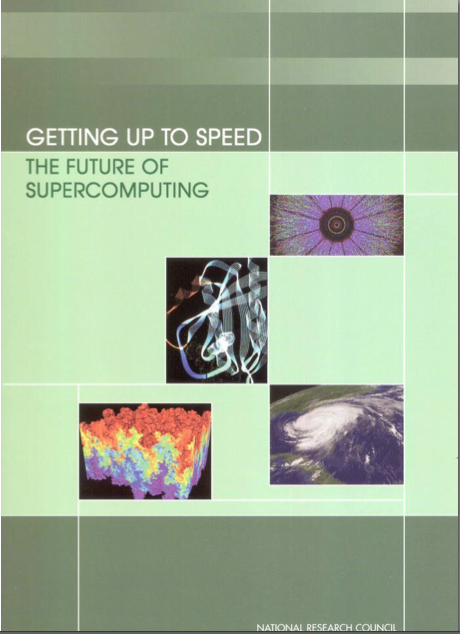 GETTING UP TO SPEED
THE FUTURE OF
SUPERCOMPUTING
NATIONAL RESEARCH COUNCIL